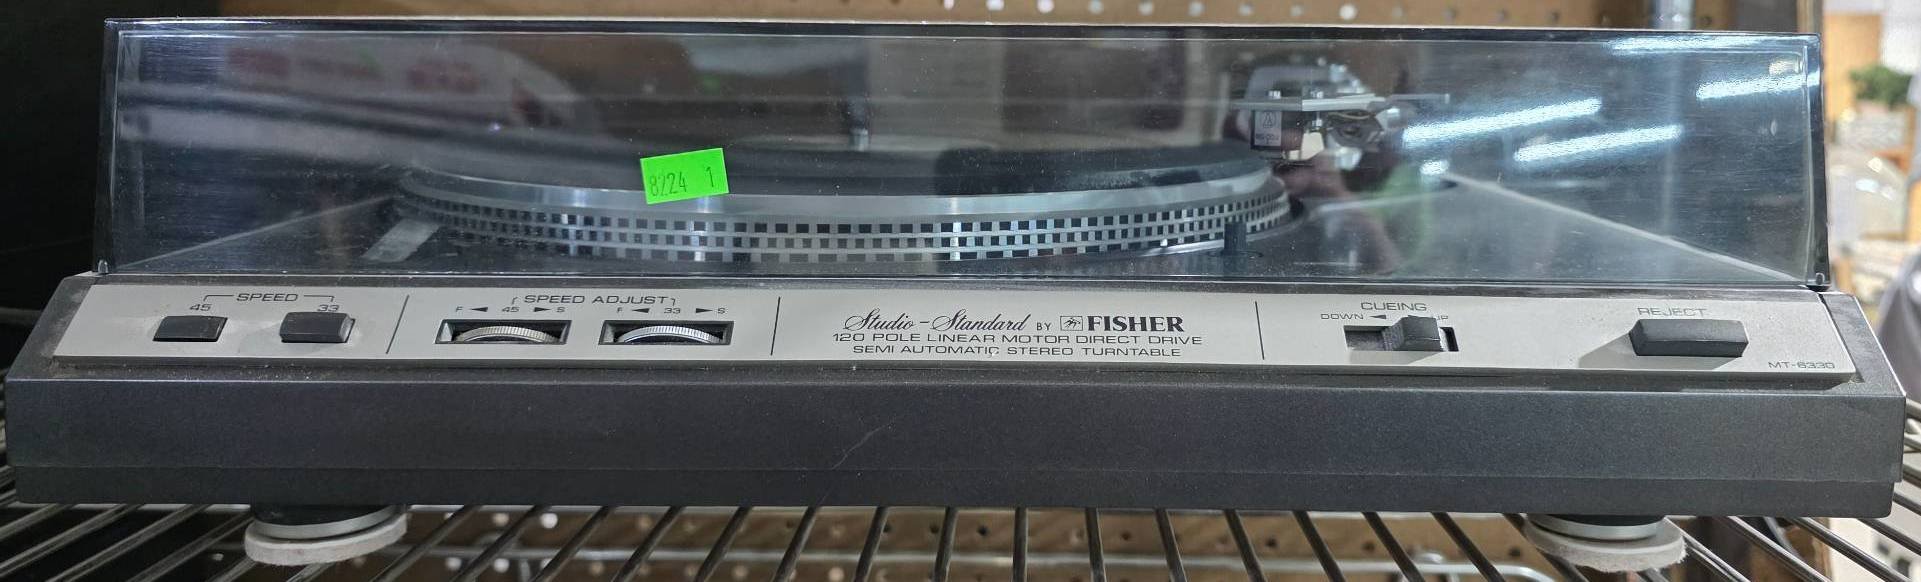 8224 1
SPEED
45 33
SPEED ADJUST
F ◄ 45 ► S F ◄ 33 ► S
Studio-Standard BY FISHER
120 POLE LINEAR MOTOR DIRECT DRIVE
SEMI AUTOMATIC STEREO TURNTABLE
CUEING
DOWN ◄ UP
REJECT
MT-6330